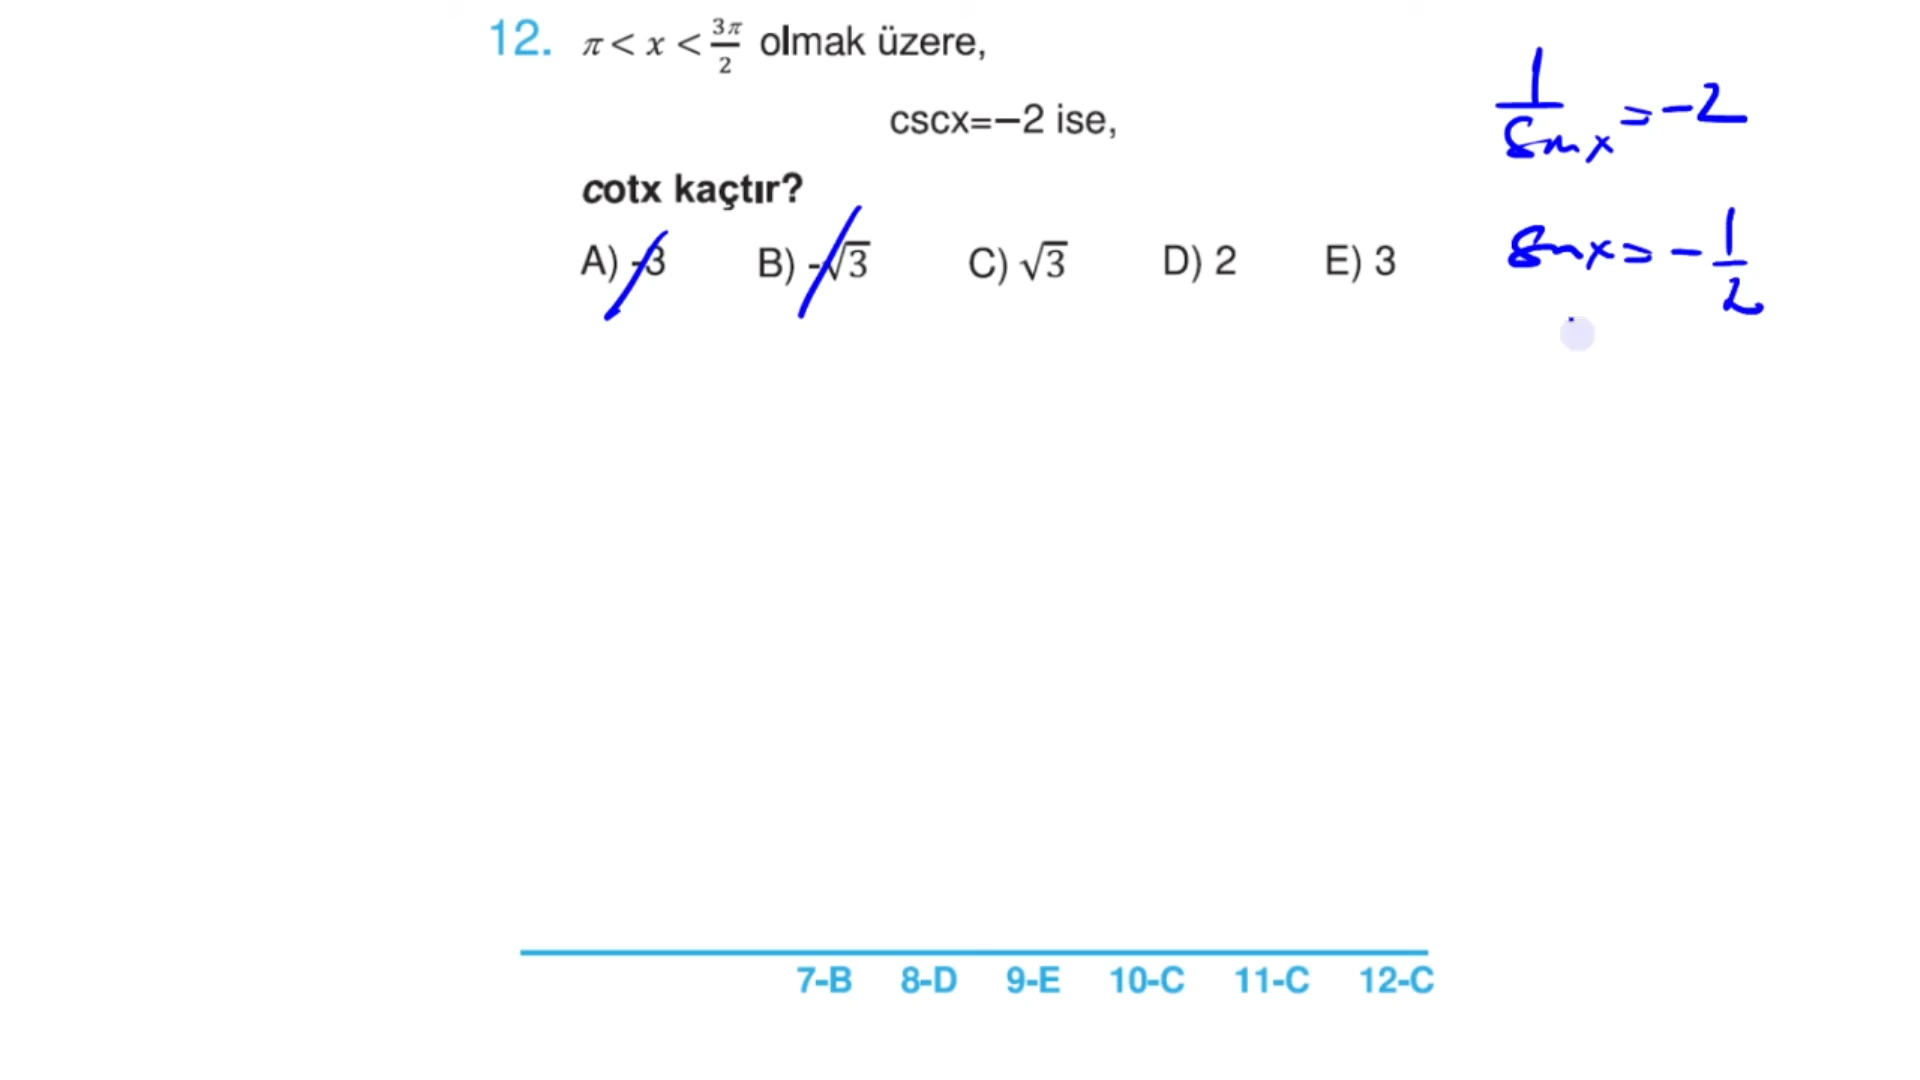 12. π < x < 3π/2 olmak üzere,
cscx=−2 ise,
cotx kaçtır?
A) -3 B) -√3 C) √3 D) 2 E) 3
1/sinx = -2
sinx = -1/2
7-B 8-D 9-E 10-C 11-C 12-C